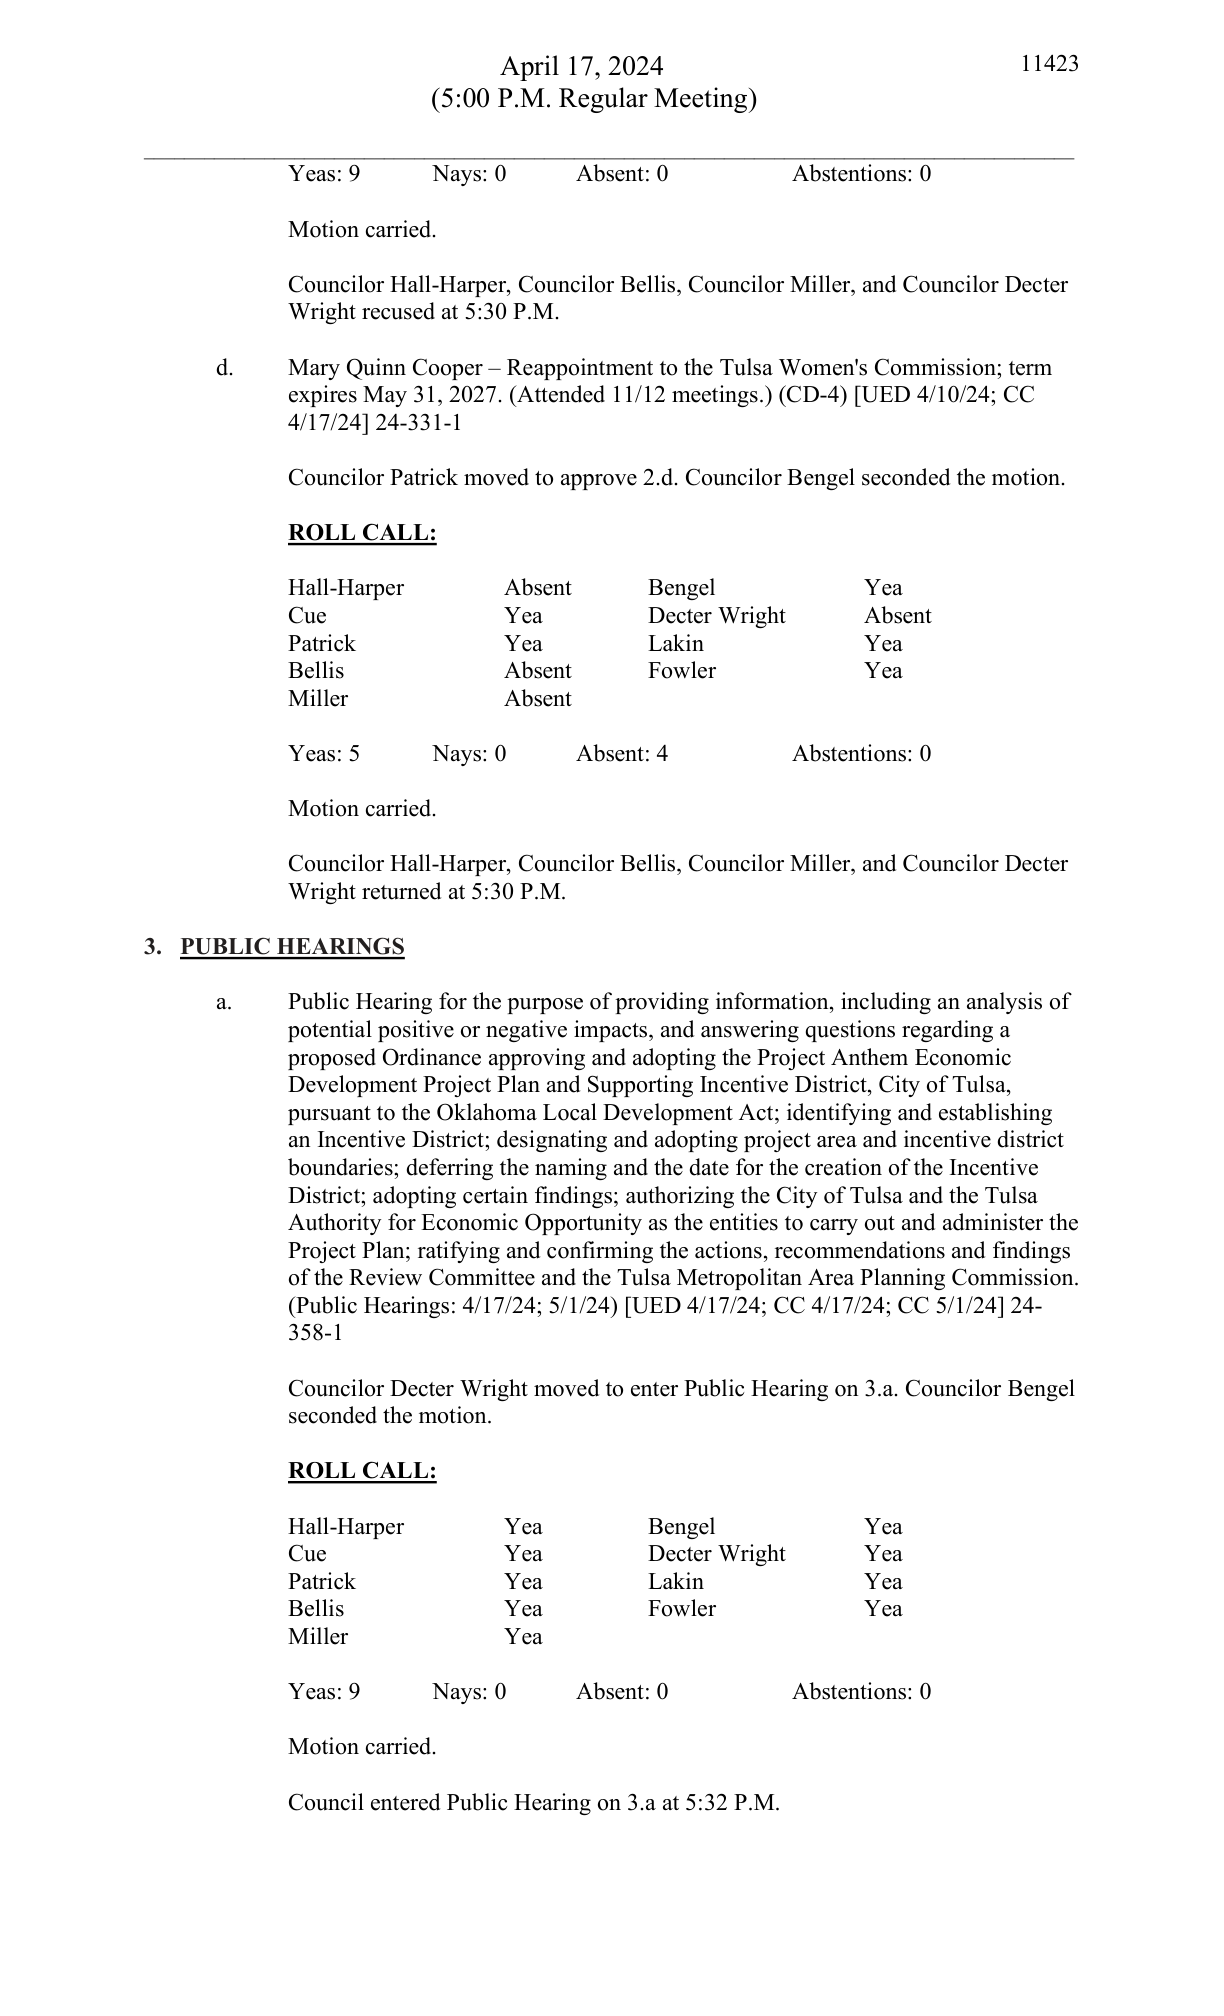 April 17, 2024 11423
(5:00 P.M. Regular Meeting)
Yeas: 9 Nays: 0 Absent: 0 Abstentions: 0
Motion carried.
Councilor Hall-Harper, Councilor Bellis, Councilor Miller, and Councilor Decter
Wright recused at 5:30 P.M.
d. Mary Quinn Cooper – Reappointment to the Tulsa Women's Commission; term
expires May 31, 2027. (Attended 11/12 meetings.) (CD-4) [UED 4/10/24; CC
4/17/24] 24-331-1
Councilor Patrick moved to approve 2.d. Councilor Bengel seconded the motion.
ROLL CALL:
Hall-Harper Absent Bengel Yea
Cue Yea Decter Wright Absent
Patrick Yea Lakin Yea
Bellis Absent Fowler Yea
Miller Absent
Yeas: 5 Nays: 0 Absent: 4 Abstentions: 0
Motion carried.
Councilor Hall-Harper, Councilor Bellis, Councilor Miller, and Councilor Decter
Wright returned at 5:30 P.M.
3. PUBLIC HEARINGS
a. Public Hearing for the purpose of providing information, including an analysis of
potential positive or negative impacts, and answering questions regarding a
proposed Ordinance approving and adopting the Project Anthem Economic
Development Project Plan and Supporting Incentive District, City of Tulsa,
pursuant to the Oklahoma Local Development Act; identifying and establishing
an Incentive District; designating and adopting project area and incentive district
boundaries; deferring the naming and the date for the creation of the Incentive
District; adopting certain findings; authorizing the City of Tulsa and the Tulsa
Authority for Economic Opportunity as the entities to carry out and administer the
Project Plan; ratifying and confirming the actions, recommendations and findings
of the Review Committee and the Tulsa Metropolitan Area Planning Commission.
(Public Hearings: 4/17/24; 5/1/24) [UED 4/17/24; CC 4/17/24; CC 5/1/24] 24-
358-1
Councilor Decter Wright moved to enter Public Hearing on 3.a. Councilor Bengel
seconded the motion.
ROLL CALL:
Hall-Harper Yea Bengel Yea
Cue Yea Decter Wright Yea
Patrick Yea Lakin Yea
Bellis Yea Fowler Yea
Miller Yea
Yeas: 9 Nays: 0 Absent: 0 Abstentions: 0
Motion carried.
Council entered Public Hearing on 3.a at 5:32 P.M.